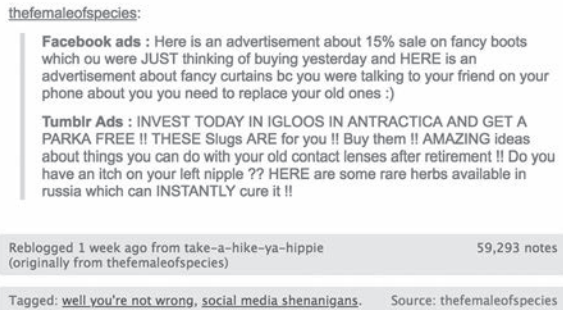 thefemaleofspecies:
Facebook ads : Here is an advertisement about 15% sale on fancy boots
which ou were JUST thinking of buying yesterday and HERE is an
advertisement about fancy curtains bc you were talking to your friend on your
phone about you you need to replace your old ones :)
Tumblr Ads : INVEST TODAY IN IGLOOS IN ANTRACTICA AND GET A
PARKA FREE !! THESE Slugs ARE for you !! Buy them !! AMAZING ideas
about things you can do with your old contact lenses after retirement !! Do you
have an itch on your left nipple ?? HERE are some rare herbs available in
russia which can INSTANTLY cure it !!
Reblogged 1 week ago from take-a-hike-ya-hippie 59,293 notes
(originally from thefemaleofspecies)
Tagged: well you're not wrong, social media shenanigans. Source: thefemaleofspecies